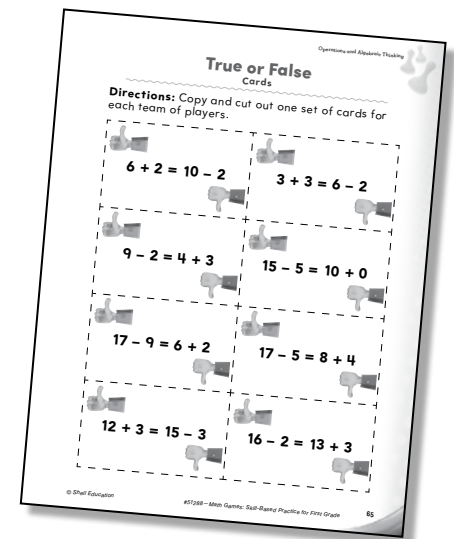 Operations and Algebraic Thinking
True or False
Cards
Directions: Copy and cut out one set of cards for
each team of players.
6 + 2 = 10 – 2
3 + 3 = 6 – 2
9 – 2 = 4 + 3
15 – 5 = 10 + 0
17 – 9 = 6 + 2
17 – 5 = 8 + 4
12 + 3 = 15 – 3
16 – 2 = 13 + 3
© Shell Education
#51288—Math Games: Skill-Based Practice for First Grade
85